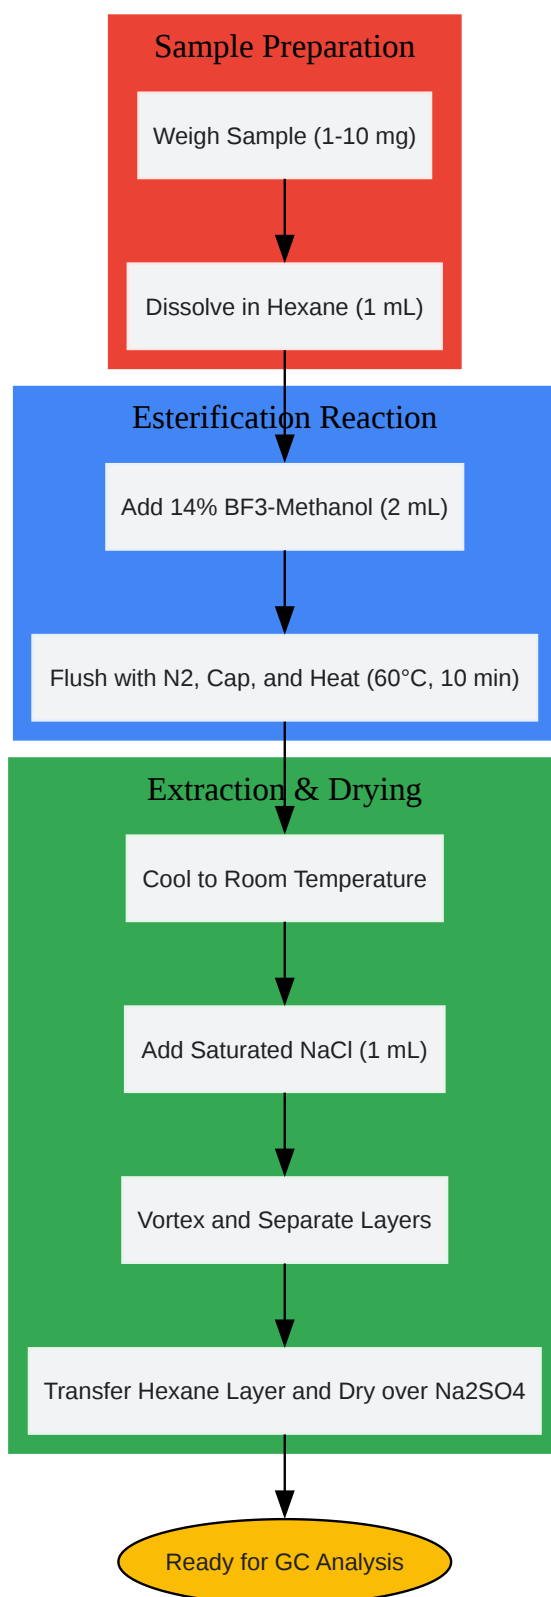 Sample Preparation
Weigh Sample (1-10 mg)
Dissolve in Hexane (1 mL)
Esterification Reaction
Add 14% BF3-Methanol (2 mL)
Flush with N2, Cap, and Heat (60°C, 10 min)
Extraction & Drying
Cool to Room Temperature
Add Saturated NaCl (1 mL)
Vortex and Separate Layers
Transfer Hexane Layer and Dry over Na2SO4
Ready for GC Analysis